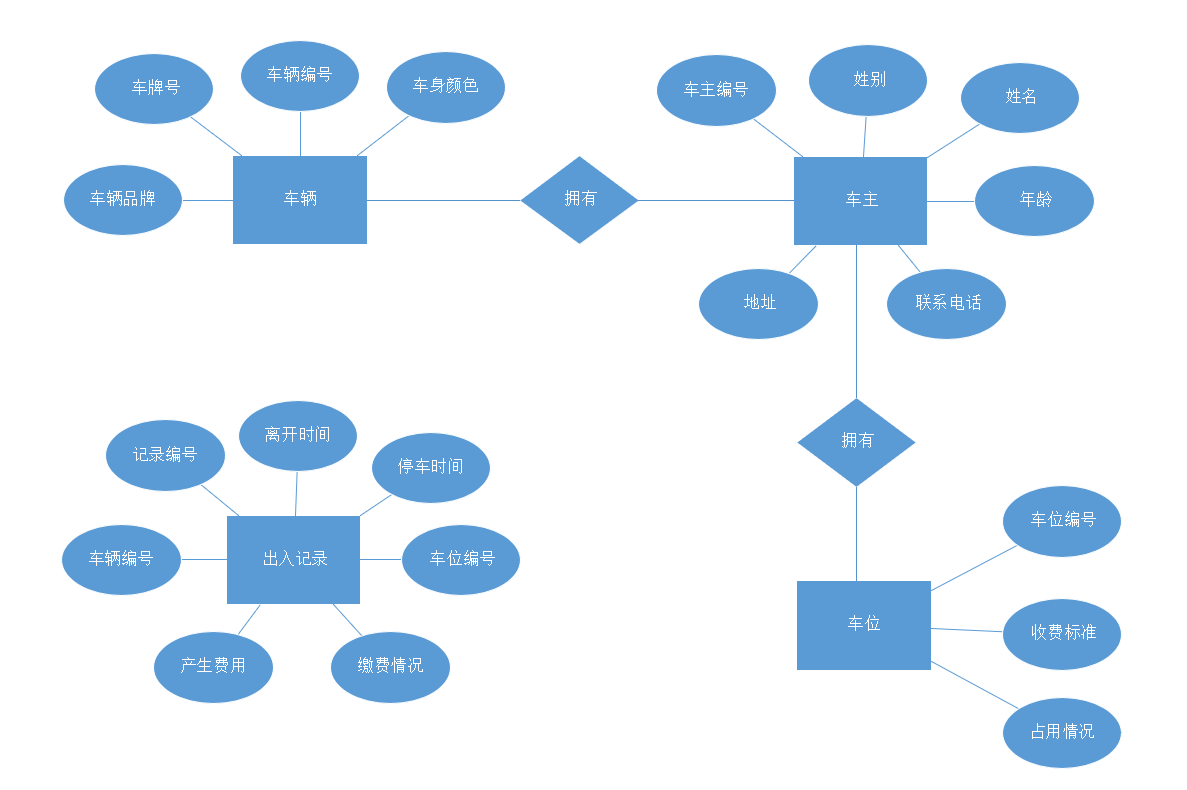 车牌号
车辆编号
车身颜色
车辆品牌
车辆
拥有
车主编号
姓别
姓名
车主
年龄
地址
联系电话
拥有
记录编号
离开时间
停车时间
车辆编号
出入记录
车位编号
产生费用
缴费情况
车位编号
车位
收费标准
占用情况